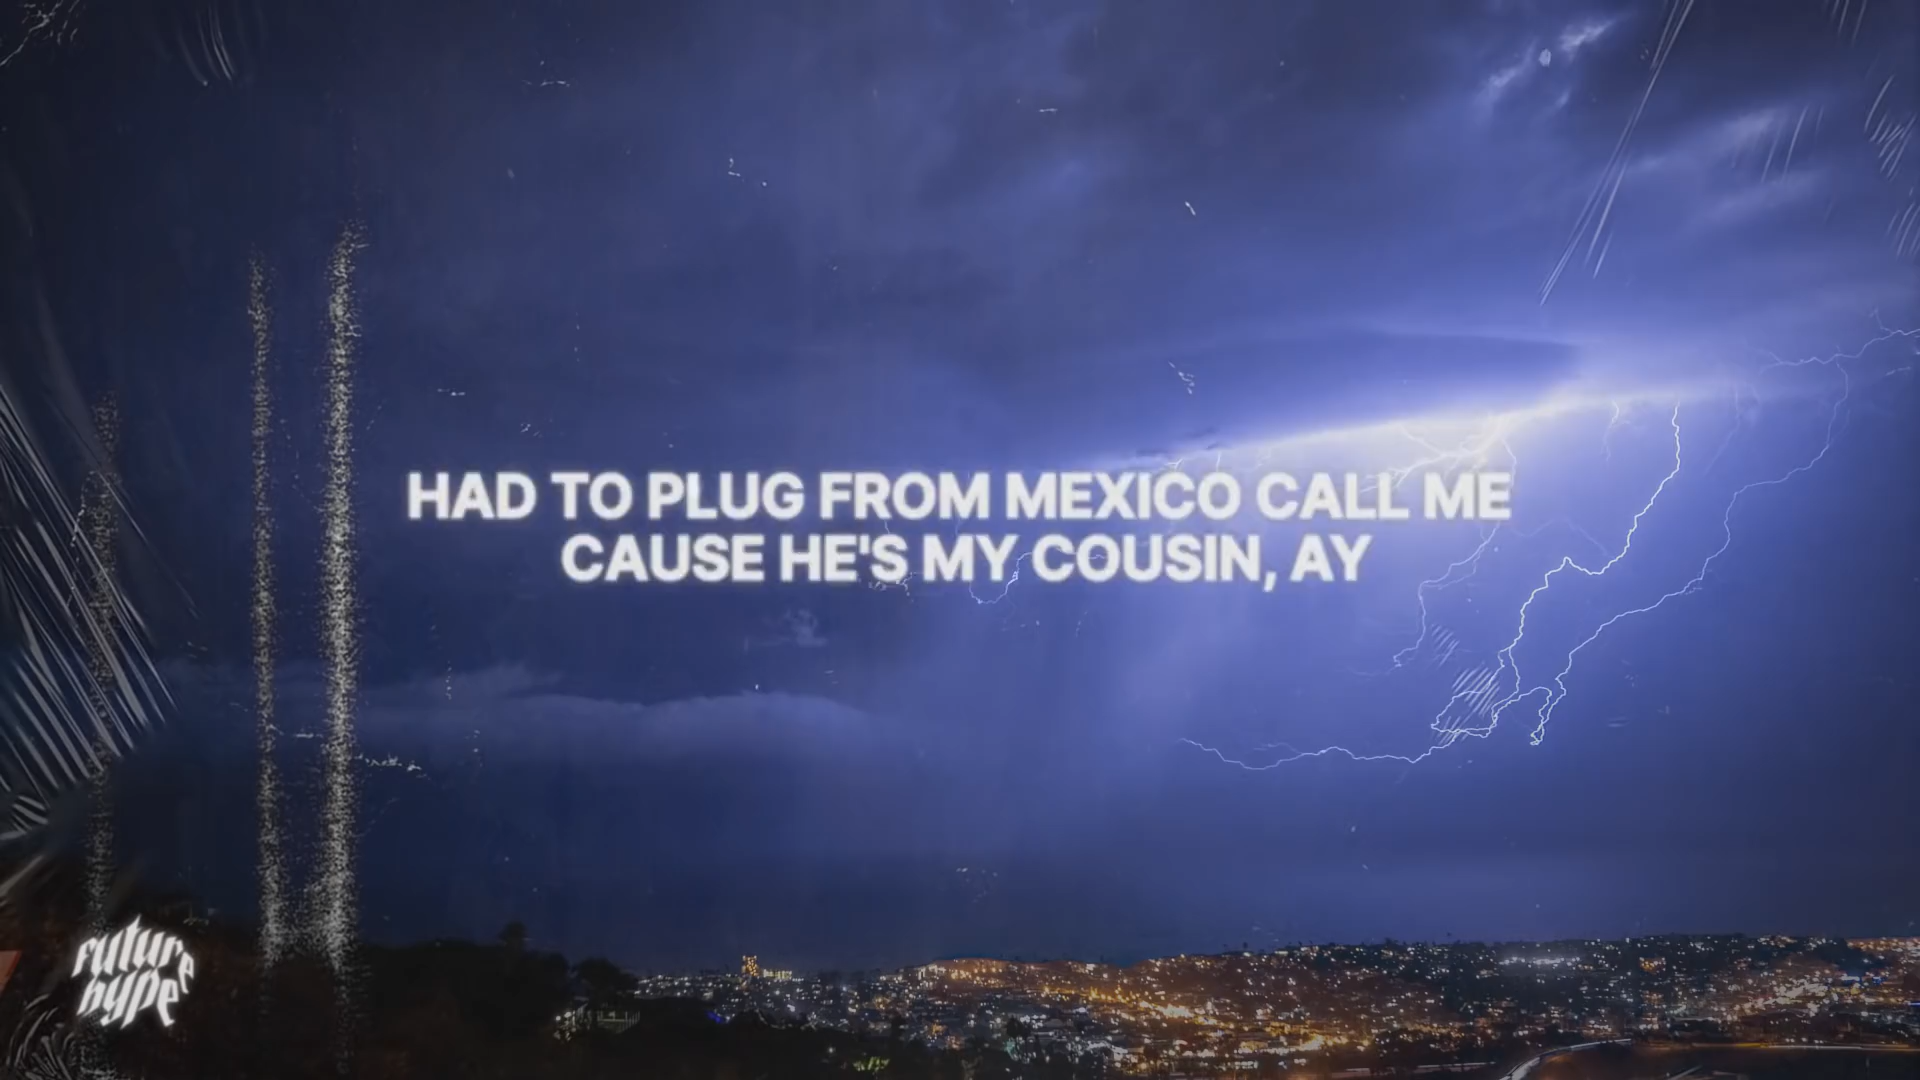 HAD TO PLUG FROM MEXICO CALL ME
CAUSE HE'S MY COUSIN, AY
future
hype